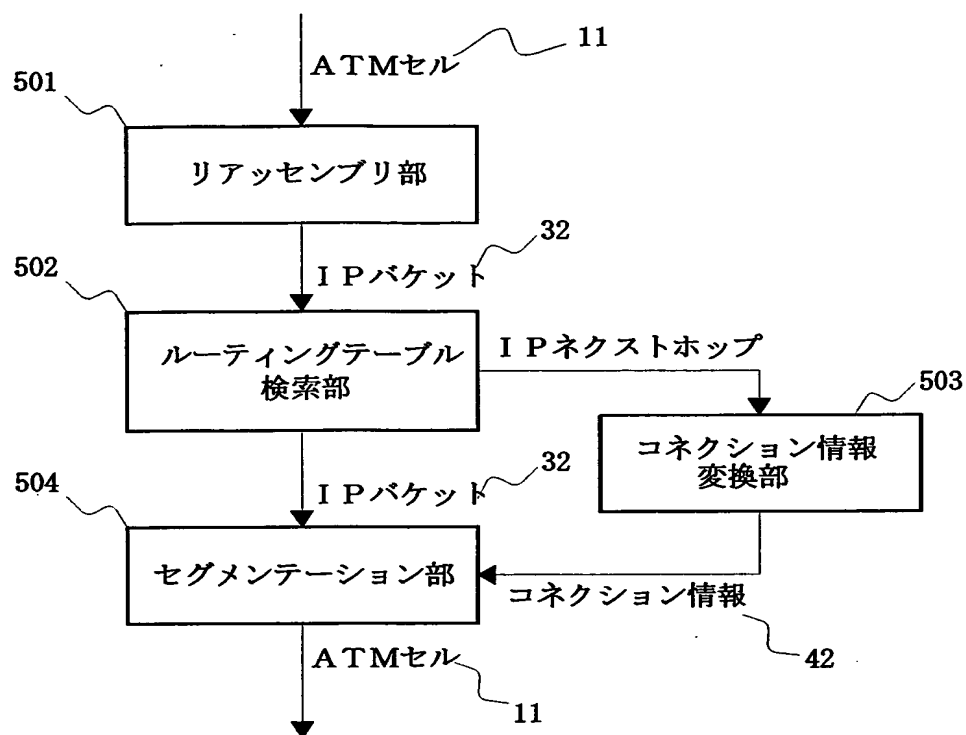 11
ATMセル
501
リアッセンブリ部
32
IPバケット
502
ルーティングテーブル
検索部
IPネクストホップ
503
コネクション情報
変換部
32
IPバケット
504
セグメンテーション部
コネクション情報
42
ATMセル
11